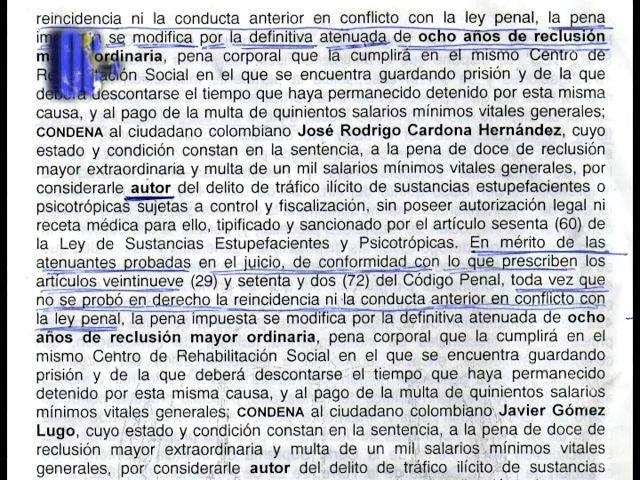 reincidencia ni la conducta anterior en conflicto con la ley penal, la pena
se modifica por la definitiva atenuada de ocho años de reclusión
ordinaria, pena corporal que la cumplirá en el mismo Centro de
Social en el que se encuentra guardando prisión y de la que
descontarse el tiempo que haya permanecido detenido por esta misma
causa, y al pago de la multa de quinientos salarios mínimos vitales generales;
CONDENA al ciudadano colombiano José Rodrigo Cardona Hernández, cuyo
estado y condición constan en la sentencia, a la pena de doce de reclusión
mayor extraordinaria y multa de un mil salarios mínimos vitales generales, por
considerarle autor del delito de tráfico ilícito de sustancias estupefacientes o
psicotrópicas sujetas a control y fiscalización, sin poseer autorización legal ni
receta médica para ello, tipificado y sancionado por el artículo sesenta (60) de
la Ley de Sustancias Estupefacientes y Psicotrópicas. En mérito de las
atenuantes probadas en el juicio, de conformidad con lo que prescriben los
artículos veintinueve (29) y setenta y dos (72) del Código Penal, toda vez que
no se probó en derecho la reincidencia ni la conducta anterior en conflicto con
la ley penal, la pena impuesta se modifica por la definitiva atenuada de ocho
años de reclusión mayor ordinaria, pena corporal que la cumplirá en el
mismo Centro de Rehabilitación Social en el que se encuentra guardando
prisión y de la que deberá descontarse el tiempo que haya permanecido
detenido por esta misma causa, y al pago de la multa de quinientos salarios
mínimos vitales generales; CONDENA al ciudadano colombiano Javier Gómez
Lugo, cuyo estado y condición constan en la sentencia, a la pena de doce de
reclusión mayor extraordinaria y multa de un mil salarios mínimos vitales
generales, por considerarle autor del delito de tráfico ilícito de sustancias